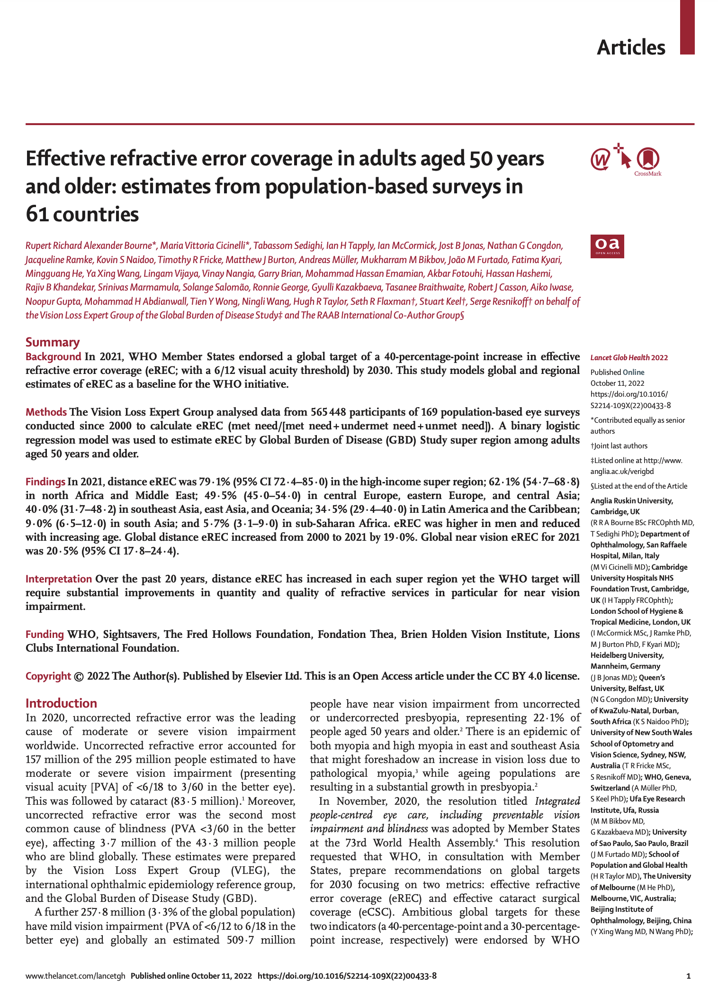 Articles
Effective refractive error coverage in adults aged 50 years
and older: estimates from population-based surveys in
61 countries
W
CrossMark
oa
OPEN ACCESS
Rupert Richard Alexander Bourne*, Maria Vittoria Cicinelli*, Tabassom Sedighi, Ian H Tapply, Ian McCormick, Jost B Jonas, Nathan G Congdon,
Jacqueline Ramke, Kovin S Naidoo, Timothy R Fricke, Matthew J Burton, Andreas Müller, Mukharram M Bikbov, João M Furtado, Fatima Kyari,
Mingguang He, Ya Xing Wang, Lingam Vijaya, Vinay Nangia, Garry Brian, Mohammad Hassan Emamian, Akbar Fotouhi, Hassan Hashemi,
Rajiv B Khandekar, Srinivas Marmamula, Solange Salomão, Ronnie George, Gyulli Kazakbaeva, Tasanee Braithwaite, Robert J Casson, Aiko Iwase,
Noopur Gupta, Mohammad H Abdianwall, Tien Y Wong, Ningli Wang, Hugh R Taylor, Seth R Flaxman†, Stuart Keel†, Serge Resnikoff† on behalf of
the Vision Loss Expert Group of the Global Burden of Disease Study‡ and The RAAB International Co-Author Group§
Summary
Background In 2021, WHO Member States endorsed a global target of a 40-percentage-point increase in effective
refractive error coverage (eREC; with a 6/12 visual acuity threshold) by 2030. This study models global and regional
estimates of eREC as a baseline for the WHO initiative.
Methods The Vision Loss Expert Group analysed data from 565 448 participants of 169 population-based eye surveys
conducted since 2000 to calculate eREC (met need/[met need + undermet need + unmet need]). A binary logistic
regression model was used to estimate eREC by Global Burden of Disease (GBD) Study super region among adults
aged 50 years and older.
Findings In 2021, distance eREC was 79·1% (95% CI 72·4–85·0) in the high-income super region; 62·1% (54·7–68·8)
in north Africa and Middle East; 49·5% (45·0–54·0) in central Europe, eastern Europe, and central Asia;
40·0% (31·7–48·2) in southeast Asia, east Asia, and Oceania; 34·5% (29·4–40·0) in Latin America and the Caribbean;
9·0% (6·5–12·0) in south Asia; and 5·7% (3·1–9·0) in sub-Saharan Africa. eREC was higher in men and reduced
with increasing age. Global distance eREC increased from 2000 to 2021 by 19·0%. Global near vision eREC for 2021
was 20·5% (95% CI 17·8–24·4).
Interpretation Over the past 20 years, distance eREC has increased in each super region yet the WHO target will
require substantial improvements in quantity and quality of refractive services in particular for near vision
impairment.
Funding WHO, Sightsavers, The Fred Hollows Foundation, Fondation Thea, Brien Holden Vision Institute, Lions
Clubs International Foundation.
Copyright © 2022 The Author(s). Published by Elsevier Ltd. This is an Open Access article under the CC BY 4.0 license.
Introduction
In 2020, uncorrected refractive error was the leading
cause of moderate or severe vision impairment
worldwide. Uncorrected refractive error accounted for
157 million of the 295 million people estimated to have
moderate or severe vision impairment (presenting
visual acuity [PVA] of <6/18 to 3/60 in the better eye).
This was followed by cataract (83·5 million).1 Moreover,
uncorrected refractive error was the second most
common cause of blindness (PVA <3/60 in the better
eye), affecting 3·7 million of the 43·3 million people
who are blind globally. These estimates were prepared
by the Vision Loss Expert Group (VLEG), the
international ophthalmic epidemiology reference group,
and the Global Burden of Disease Study (GBD).
A further 257·8 million (3·3% of the global population)
have mild vision impairment (PVA of <6/12 to 6/18 in the
better eye) and globally an estimated 509·7 million
people have near vision impairment from uncorrected
or undercorrected presbyopia, representing 22·1% of
people aged 50 years and older.2 There is an epidemic of
both myopia and high myopia in east and southeast Asia
that might foreshadow an increase in vision loss due to
pathological myopia,3 while ageing populations are
resulting in a substantial growth in presbyopia.2
In November, 2020, the resolution titled Integrated
people-centred eye care, including preventable vision
impairment and blindness was adopted by Member States
at the 73rd World Health Assembly.4 This resolution
requested that WHO, in consultation with Member
States, prepare recommendations on global targets
for 2030 focusing on two metrics: effective refractive
error coverage (eREC) and effective cataract surgical
coverage (eCSC). Ambitious global targets for these
two indicators (a 40-percentage-point and a 30-percentage-
point increase, respectively) were endorsed by WHO
Lancet Glob Health 2022
Published Online
October 11, 2022
https://doi.org/10.1016/
S2214-109X(22)00433-8
*Contributed equally as senior
authors
†Joint last authors
‡Listed online at http://www.
anglia.ac.uk/verigbd
§Listed at the end of the Article
Anglia Ruskin University,
Cambridge, UK
(R R A Bourne BSc FRCOphth MD,
T Sedighi PhD); Department of
Ophthalmology, San Raffaele
Hospital, Milan, Italy
(M Vi Cicinelli MD); Cambridge
University Hospitals NHS
Foundation Trust, Cambridge,
UK (I H Tapply FRCOphth);
London School of Hygiene &
Tropical Medicine, London, UK
(I McCormick MSc, J Ramke PhD,
M J Burton PhD, F Kyari MD);
Heidelberg University,
Mannheim, Germany
(J B Jonas MD); Queen's
University, Belfast, UK
(N G Congdon MD); University
of KwaZulu-Natal, Durban,
South Africa (K S Naidoo PhD);
University of New South Wales
School of Optometry and
Vision Science, Sydney, NSW,
Australia (T R Fricke MSc,
S Resnikoff MD); WHO, Geneva,
Switzerland (A Müller PhD,
S Keel PhD); Ufa Eye Research
Institute, Ufa, Russia
(M M Bikbov MD,
G Kazakbaeva MD); University
of Sao Paulo, Sao Paulo, Brazil
(J M Furtado MD); School of
Population and Global Health
(H R Taylor MD), The University
of Melbourne (M He PhD),
Melbourne, VIC, Australia;
Beijing Institute of
Ophthalmology, Beijing, China
(Y Xing Wang MD, N Wang PhD);
www.thelancet.com/lancetgh Published online October 11, 2022 https://doi.org/10.1016/S2214-109X(22)00433-8
1